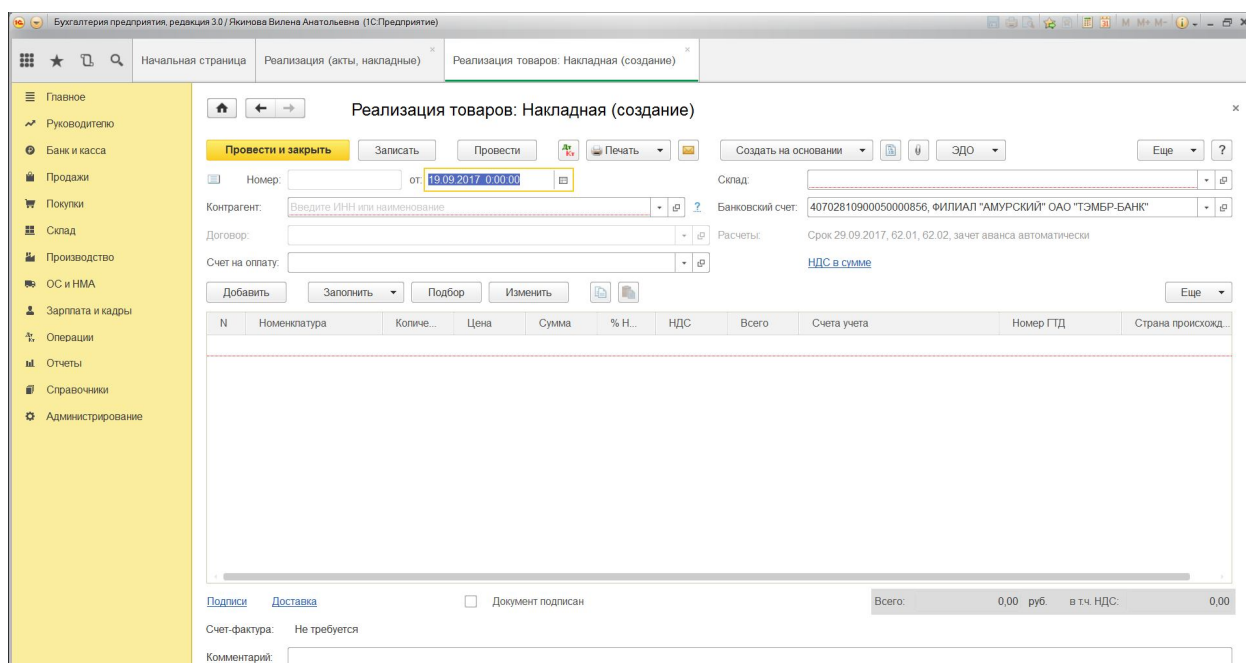 Бухгалтерия предприятия, редакция 3.0 / Якимова Вилена Анатольевна (1С:Предприятие) M M+ M-
Начальная страница Реализация (акты, накладные) Реализация товаров: Накладная (создание)
Главное
Руководителю
Банк и касса
Продажи
Покупки
Склад
Производство
ОС и НМА
Зарплата и кадры
Операции
Отчеты
Справочники
Администрирование
Реализация товаров: Накладная (создание)
Провести и закрыть Записать Провести Дт Кт Печать Создать на основании ЭДО Еще ?
Номер: от: 19.09.2017 0:00:00 Склад:
Контрагент: Введите ИНН или наименование ? Банковский счет: 40702810900050000856, ФИЛИАЛ "АМУРСКИЙ" ОАО "ТЭМБР-БАНК"
Договор: Расчеты: Срок 29.09.2017, 62.01, 62.02, зачет аванса автоматически
Счет на оплату: НДС в сумме
Добавить Заполнить Подбор Изменить Еще
N Номенклатура Количе... Цена Сумма % Н... НДС Всего Счета учета Номер ГТД Страна происхожд...
Подписи Доставка Документ подписан Всего: 0,00 руб. в т.ч. НДС: 0,00
Счет-фактура: Не требуется
Комментарий: